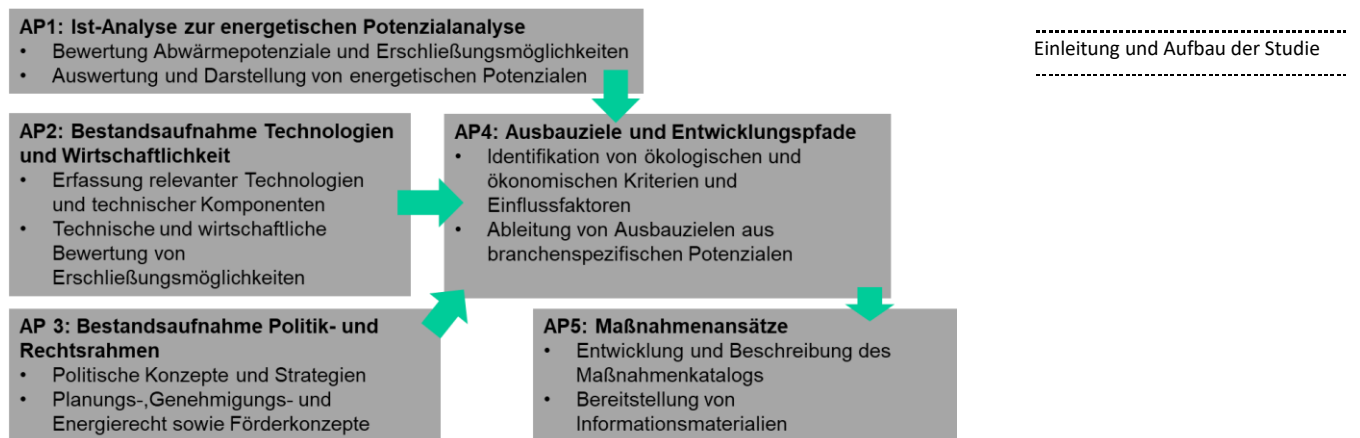 AP1: Ist-Analyse zur energetischen Potenzialanalyse
• Bewertung Abwärmepotenziale und Erschließungsmöglichkeiten
• Auswertung und Darstellung von energetischen Potenzialen
Einleitung und Aufbau der Studie
AP2: Bestandsaufnahme Technologien
und Wirtschaftlichkeit
• Erfassung relevanter Technologien
und technischer Komponenten
• Technische und wirtschaftliche
Bewertung von
Erschließungsmöglichkeiten
AP4: Ausbauziele und Entwicklungspfade
• Identifikation von ökologischen und
ökonomischen Kriterien und
Einflussfaktoren
• Ableitung von Ausbauzielen aus
branchenspezifischen Potenzialen
AP 3: Bestandsaufnahme Politik- und
Rechtsrahmen
• Politische Konzepte und Strategien
• Planungs-,Genehmigungs- und
Energierecht sowie Förderkonzepte
AP5: Maßnahmenansätze
• Entwicklung und Beschreibung des
Maßnahmenkatalogs
• Bereitstellung von
Informationsmaterialien